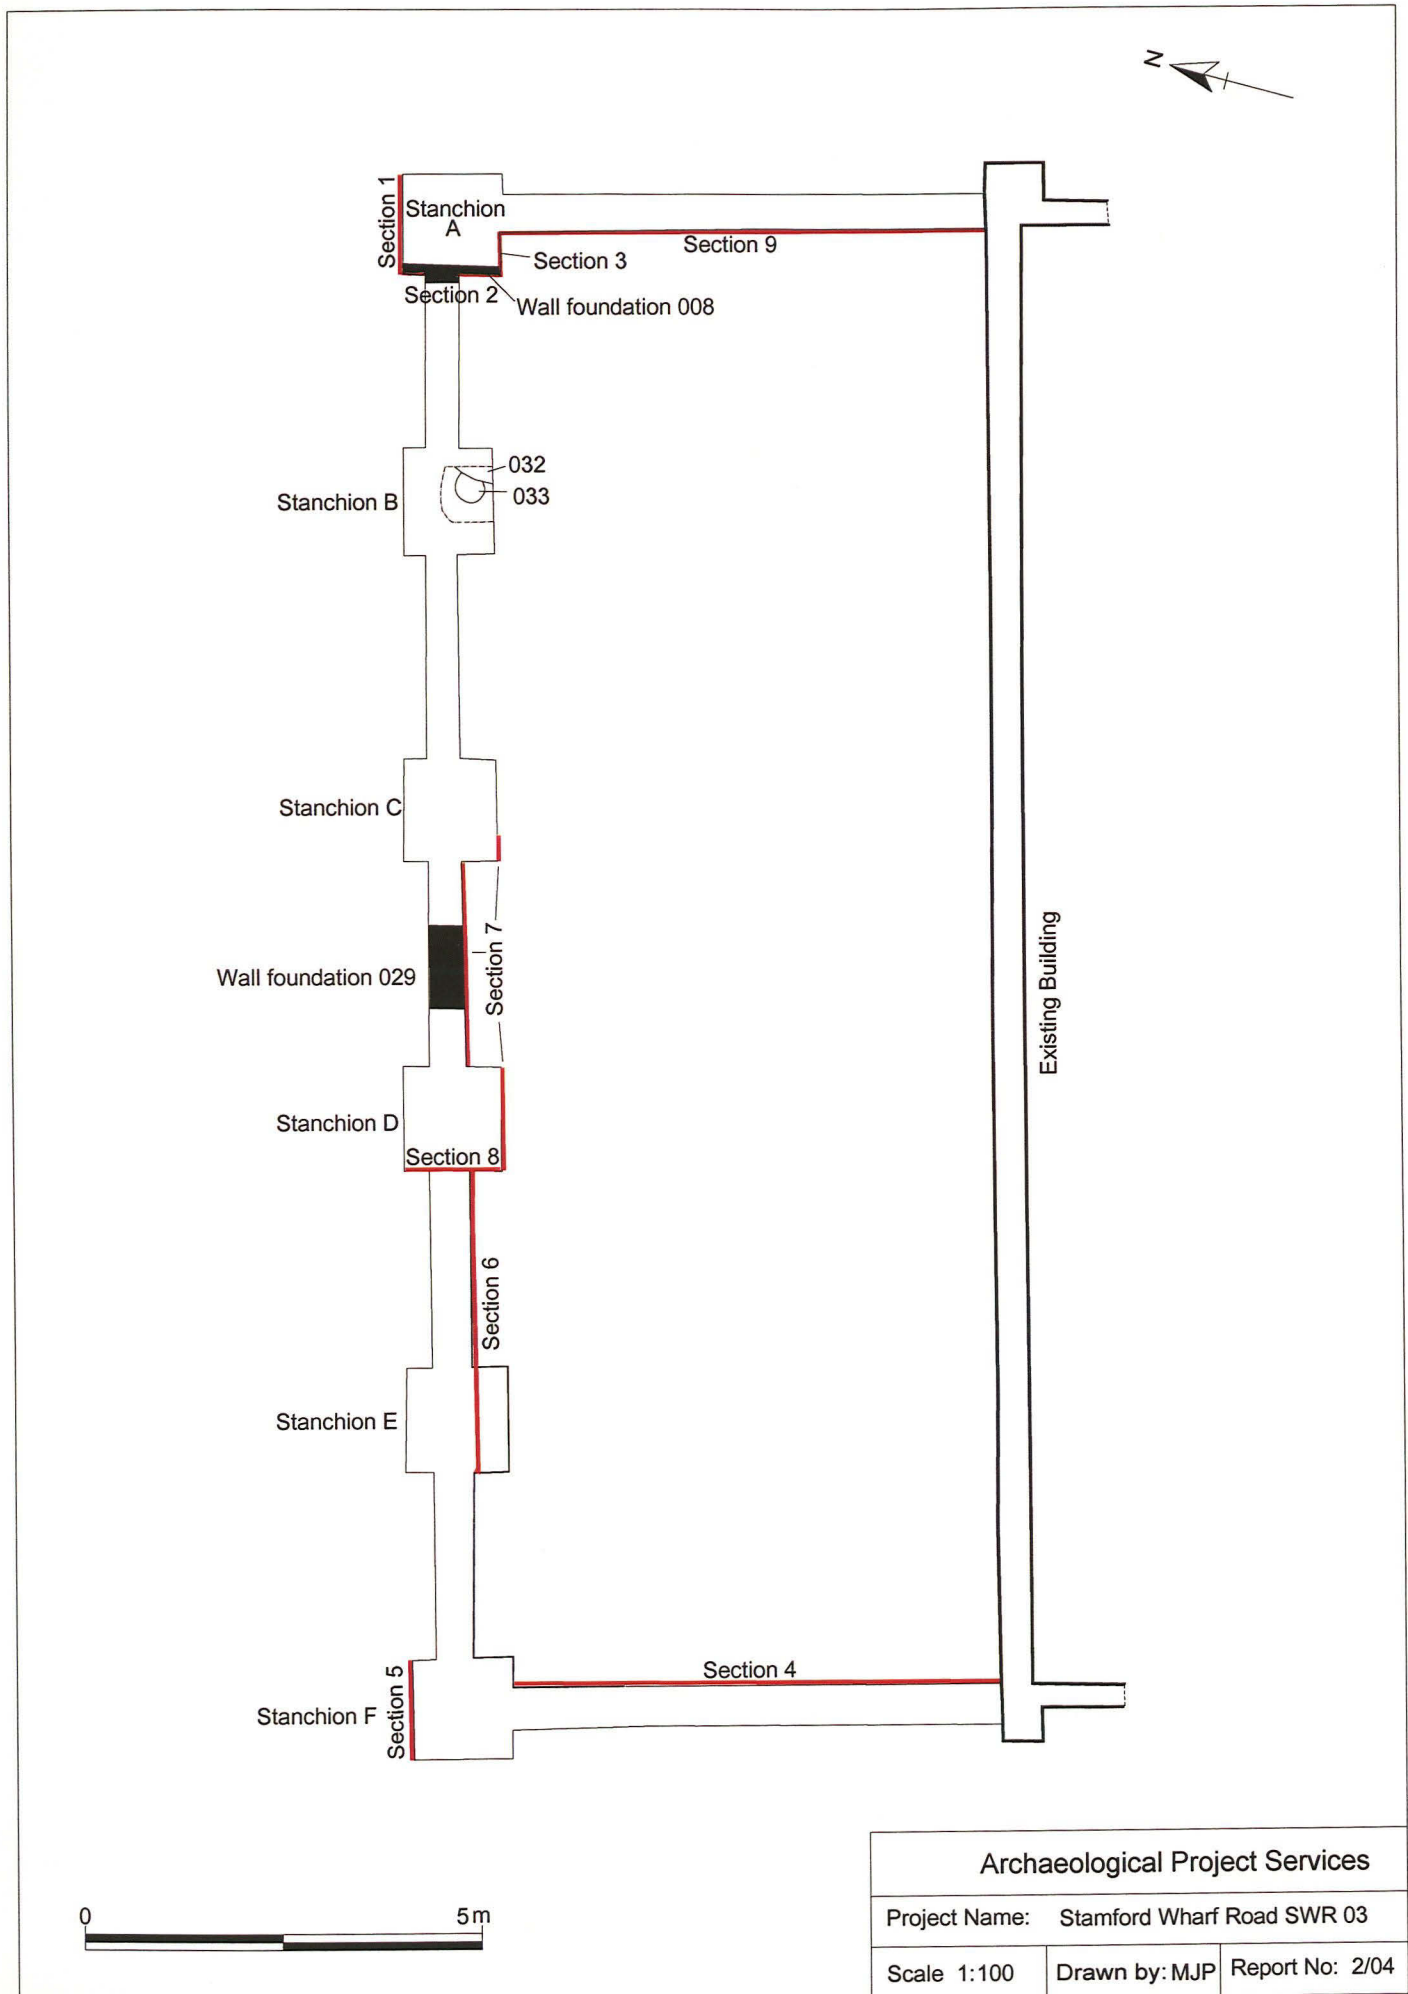 N
Section 1
Stanchion
A
Section 9
Section 3
Section 2
Wall foundation 008
032
033
Stanchion B
Stanchion C
Section 7
Wall foundation 029
Existing Building
Stanchion D
Section 8
Section 6
Stanchion E
Section 4
Section 5
Stanchion F
0 5m
Archaeological Project Services
Project Name: Stamford Wharf Road SWR 03
Scale 1:100 Drawn by: MJP Report No: 2/04